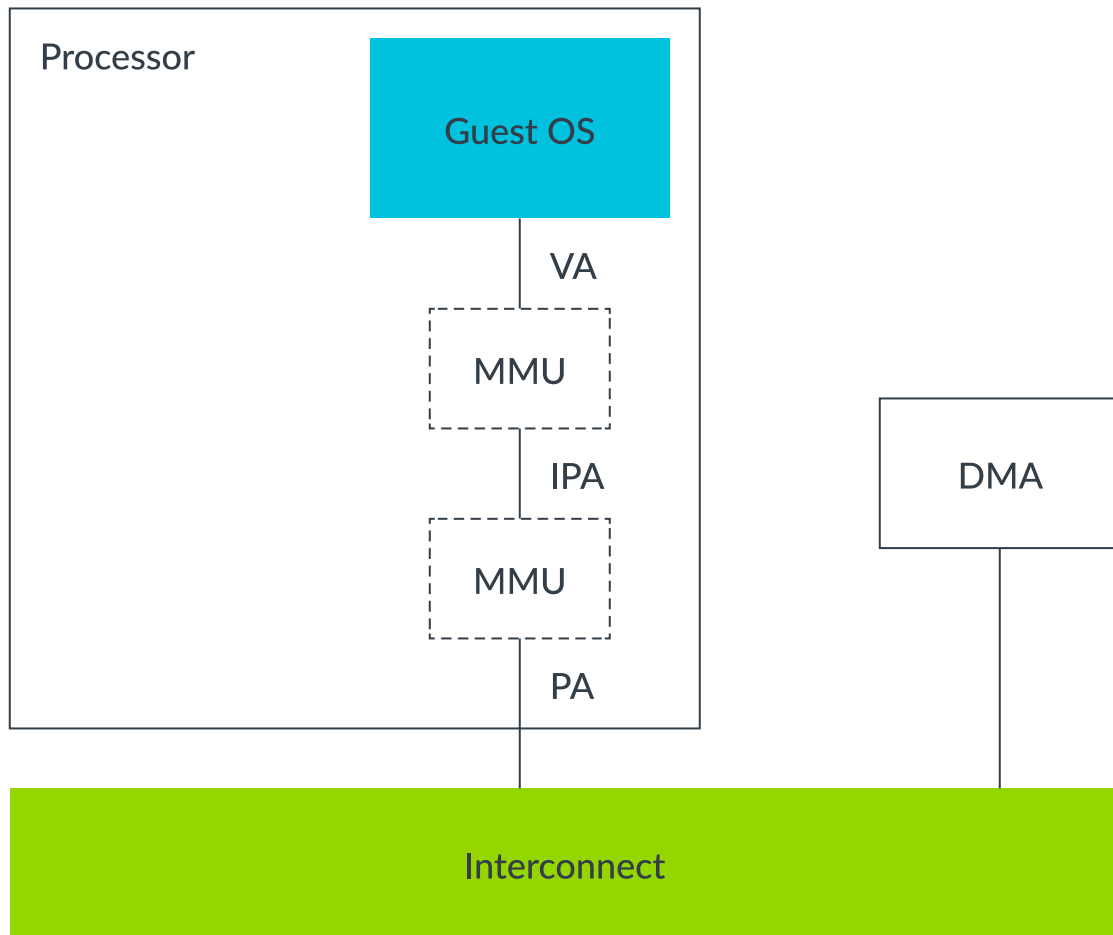 Processor
Guest OS
VA
MMU
IPA
DMA
MMU
PA
Interconnect